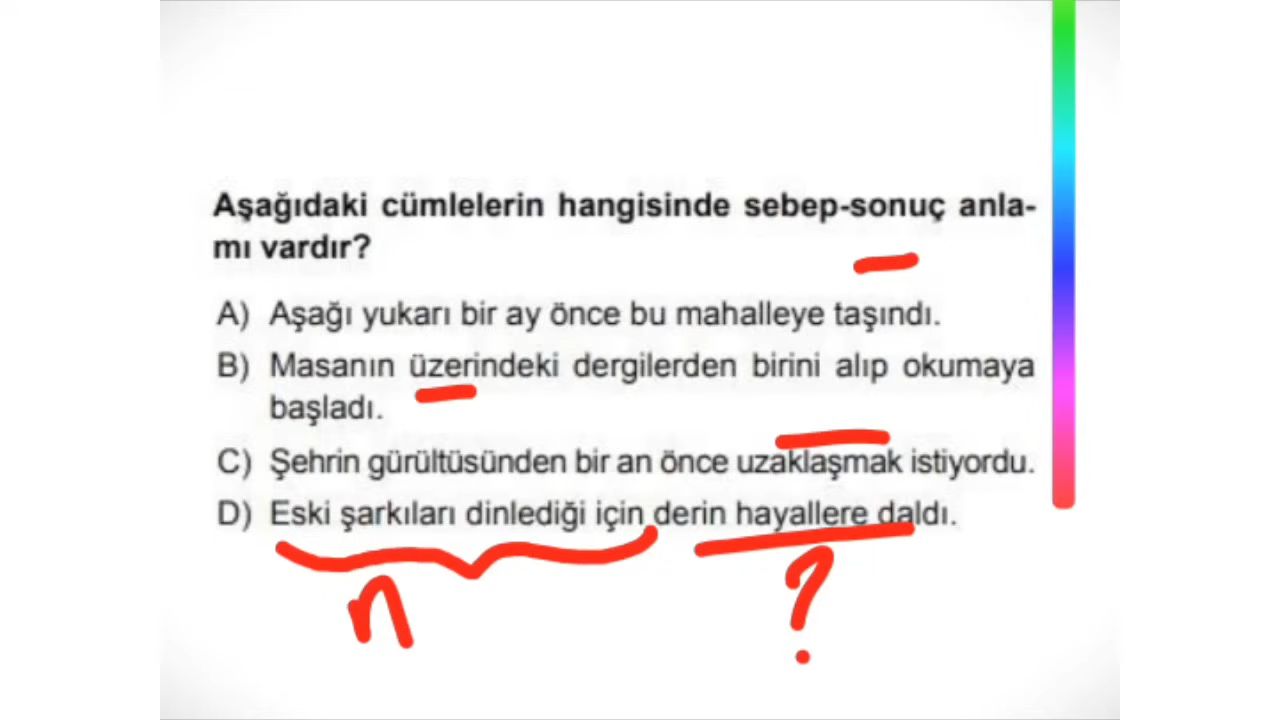 Aşağıdaki cümlelerin hangisinde sebep-sonuç anla-
mı vardır?
A) Aşağı yukarı bir ay önce bu mahalleye taşındı.
B) Masanın üzerindeki dergilerden birini alıp okumaya
başladı.
C) Şehrin gürültüsünden bir an önce uzaklaşmak istiyordu.
D) Eski şarkıları dinlediği için derin hayallere daldı.
n ?